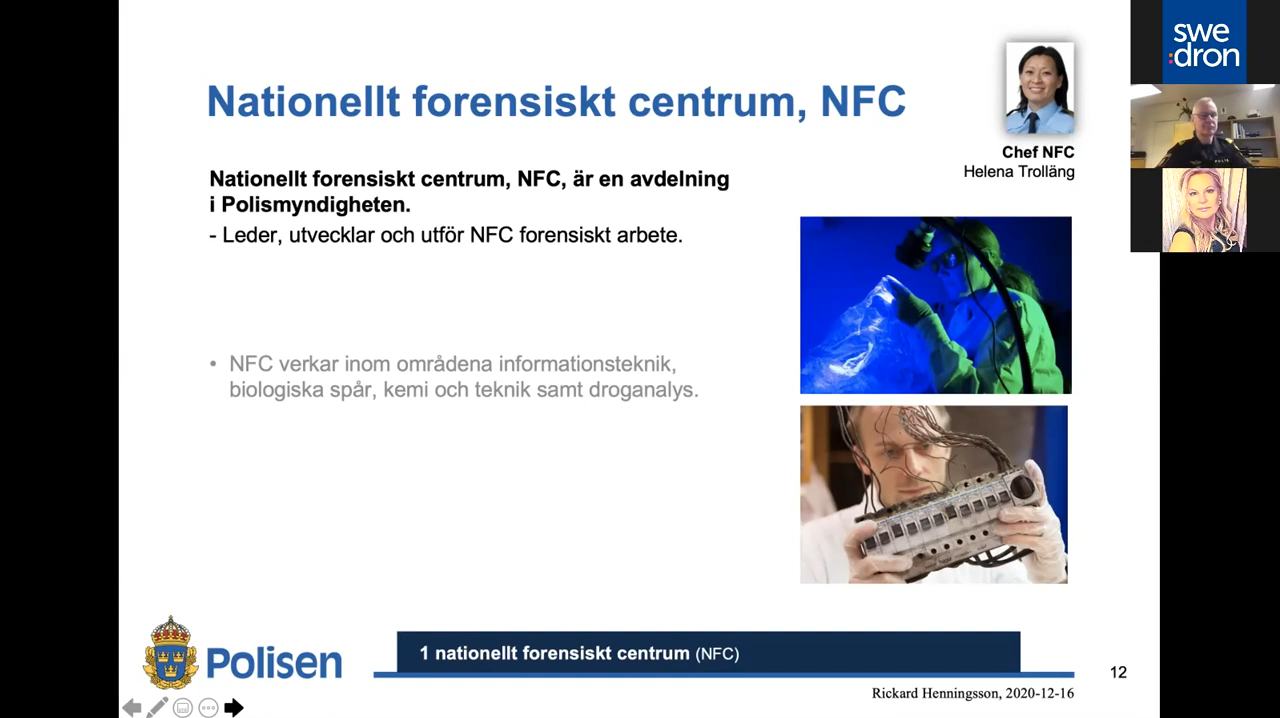 swe
:dron
Nationellt forensiskt centrum, NFC
Chef NFC
Helena Trolläng
Nationellt forensiskt centrum, NFC, är en avdelning
i Polismyndigheten.
- Leder, utvecklar och utför NFC forensiskt arbete.
• NFC verkar inom områdena informationsteknik,
biologiska spår, kemi och teknik samt droganalys.
POLIS
Polisen
1 nationellt forensiskt centrum (NFC)
12
Rickard Henningsson, 2020-12-16